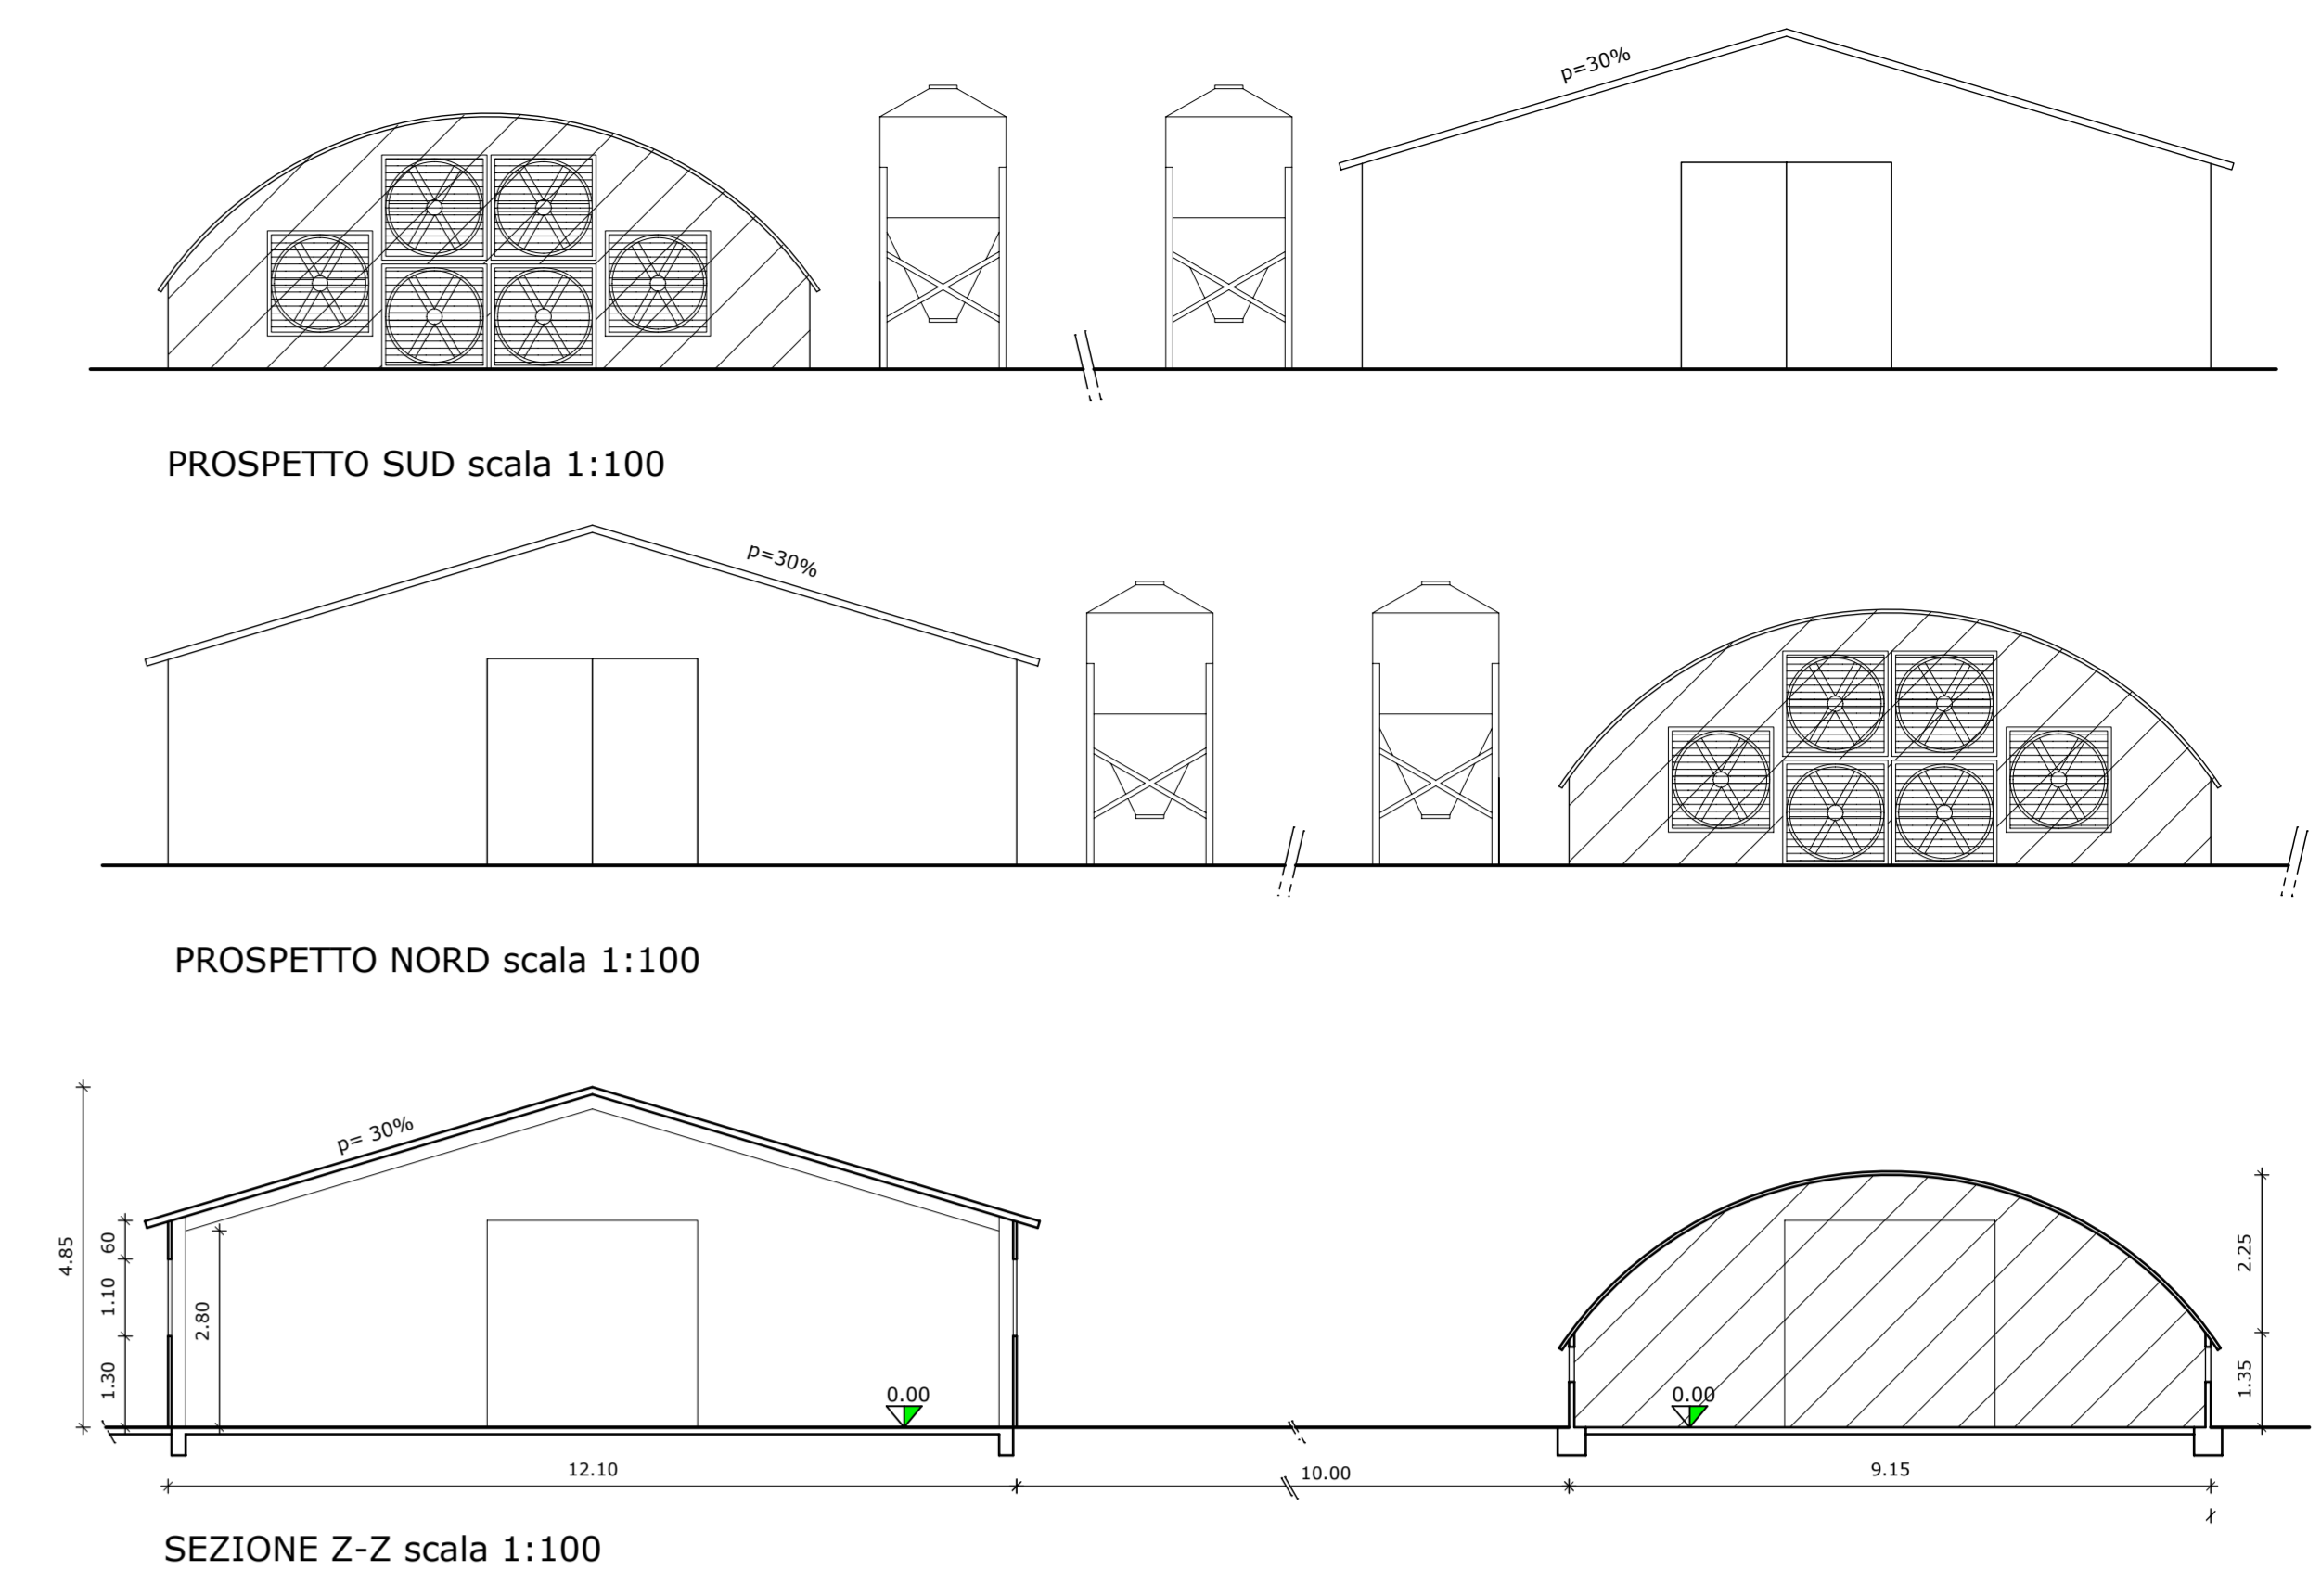 p=30%
PROSPETTO SUD scala 1:100
p=30%
PROSPETTO NORD scala 1:100
p= 30%
4.85
60
1.10
1.30
2.80
0.00
0.00
2.25
1.35
12.10
10.00
9.15
SEZIONE Z-Z scala 1:100